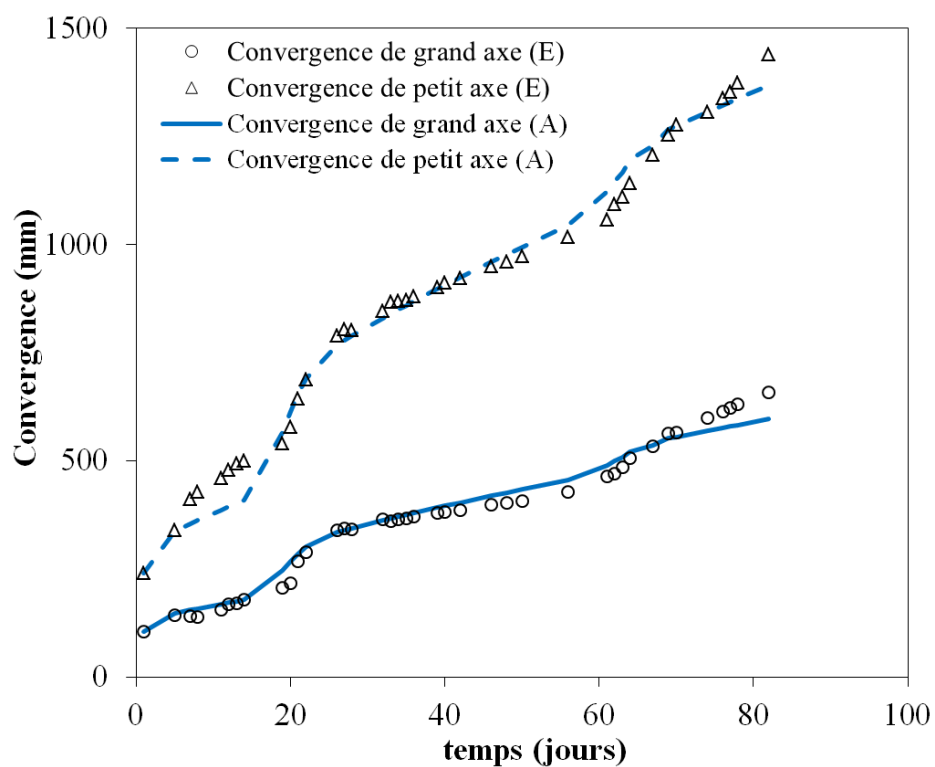 1500
Convergence de grand axe (E)
Convergence de petit axe (E)
Convergence de grand axe (A)
Convergence de petit axe (A)
1000
500
0
Convergence (mm)
0 20 40 60 80 100
temps (jours)